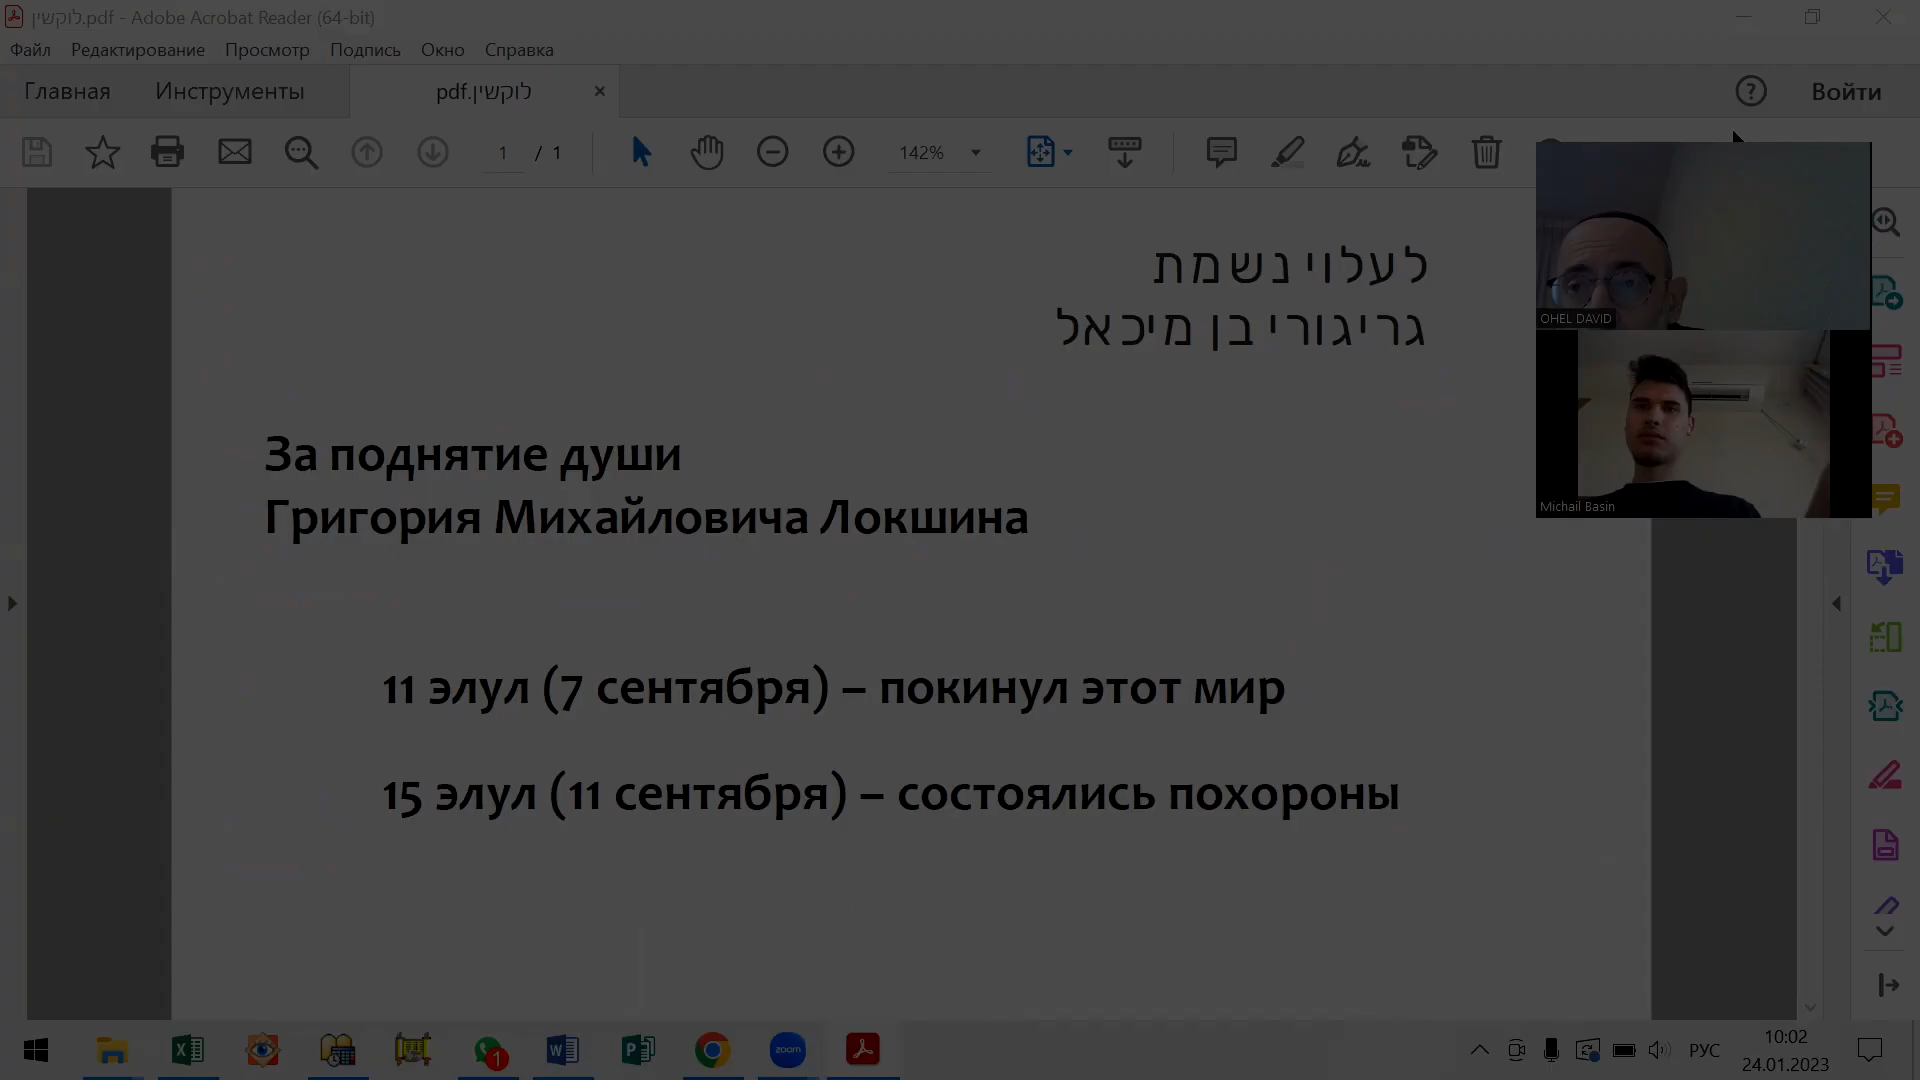 לוקשין.pdf - Adobe Acrobat Reader (64-bit)
Файл Редактирование Просмотр Подпись Окно Справка
Главная Инструменты לוקשין.pdf × ? Войти
1 / 1 142%
לעלוי נשמת
גריגורי בן מיכאל
За поднятие души
Григория Михайловича Локшина
11 элул (7 сентября) – покинул этот мир
15 элул (11 сентября) – состоялись похороны
OHEL DAVID
Michail Basin
1
zoom
РУС
10:02
24.01.2023